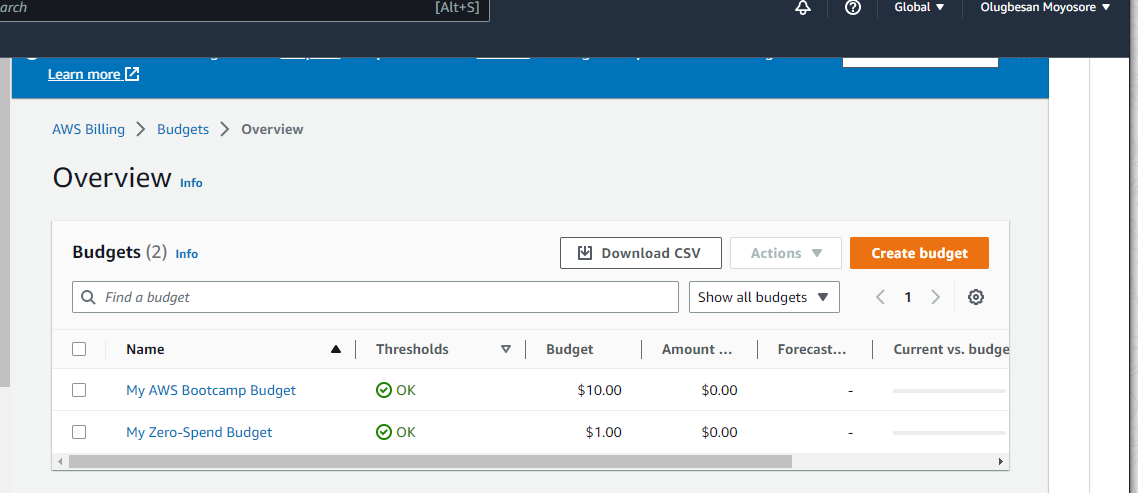 arch [Alt+S] Global Olugbesan Moyosore
Learn more
AWS Billing Budgets Overview
Overview Info
Budgets (2) Info Download CSV Actions Create budget
Find a budget Show all budgets 1
Name Thresholds Budget Amount ... Forecast... Current vs. budge
My AWS Bootcamp Budget OK $10.00 $0.00 -
My Zero-Spend Budget OK $1.00 $0.00 -